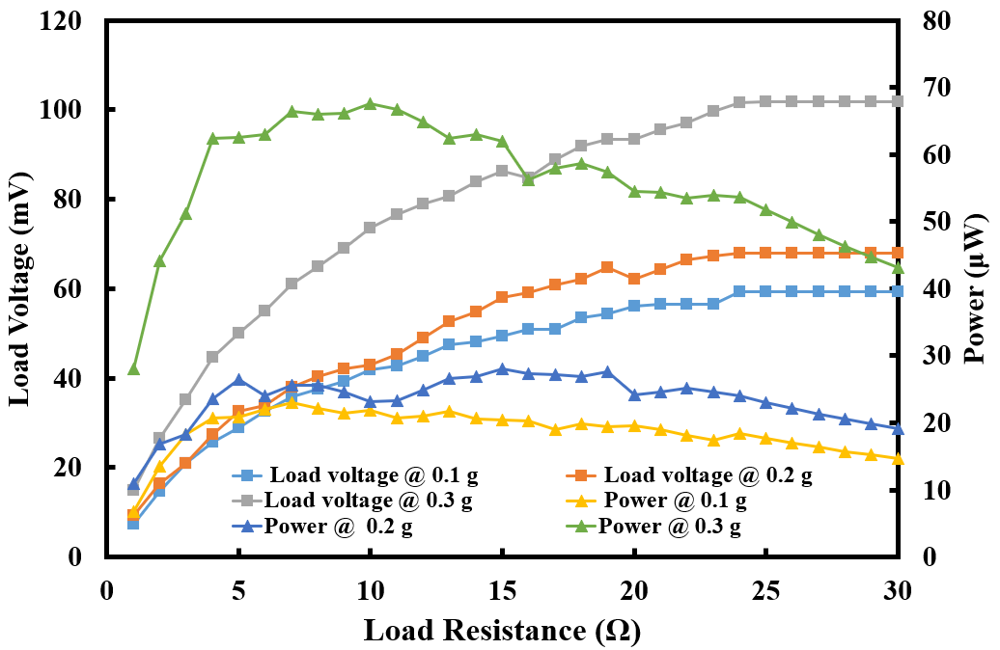 120
100
80
60
40
20
0
Load Voltage (mV)
80
70
60
50
40
30
20
10
0
Power (µW)
Load voltage @ 0.1 g
Load voltage @ 0.2 g
Load voltage @ 0.3 g
Power @ 0.1 g
Power @ 0.2 g
Power @ 0.3 g
0 5 10 15 20 25 30
Load Resistance (Ω)